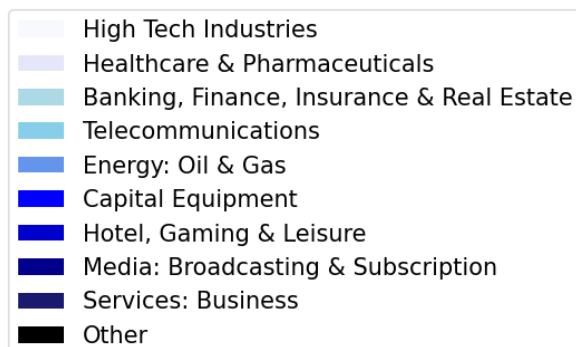 High Tech Industries
Healthcare & Pharmaceuticals
Banking, Finance, Insurance & Real Estate
Telecommunications
Energy: Oil & Gas
Capital Equipment
Hotel, Gaming & Leisure
Media: Broadcasting & Subscription
Services: Business
Other